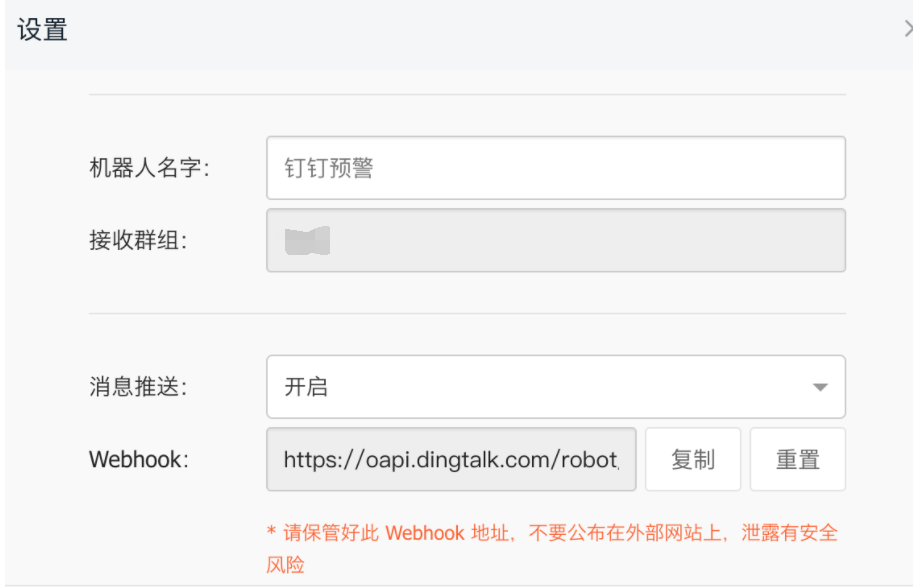 设置
机器人名字：
钉钉预警
接收群组：
消息推送：
开启
Webhook：
https://oapi.dingtalk.com/robot
复制
重置
* 请保管好此 Webhook 地址，不要公布在外部网站上，泄露有安全
风险